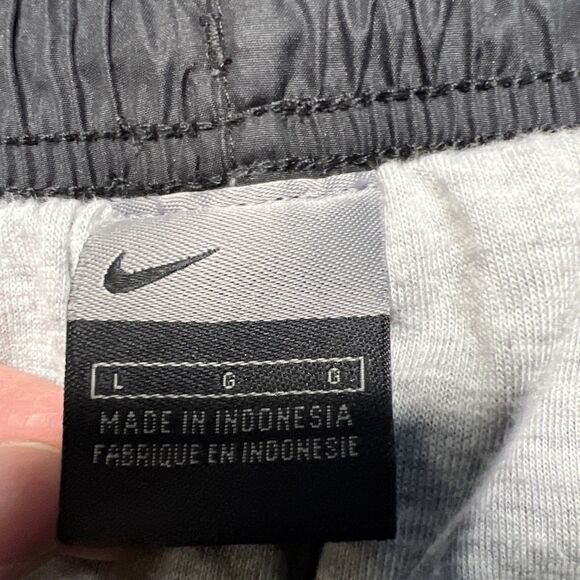 L G G
MADE IN INDONESIA
FABRIQUE EN INDONESIE